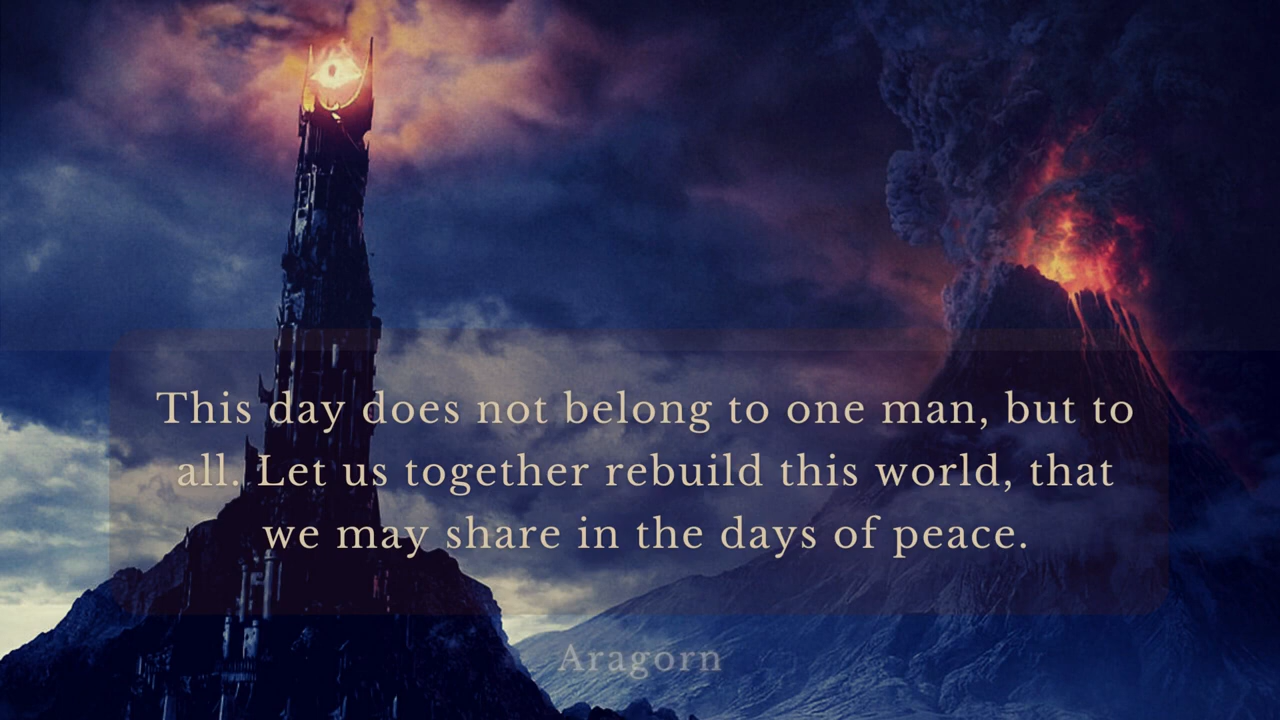 This day does not belong to one man, but to
all. Let us together rebuild this world, that
we may share in the days of peace.
Aragorn